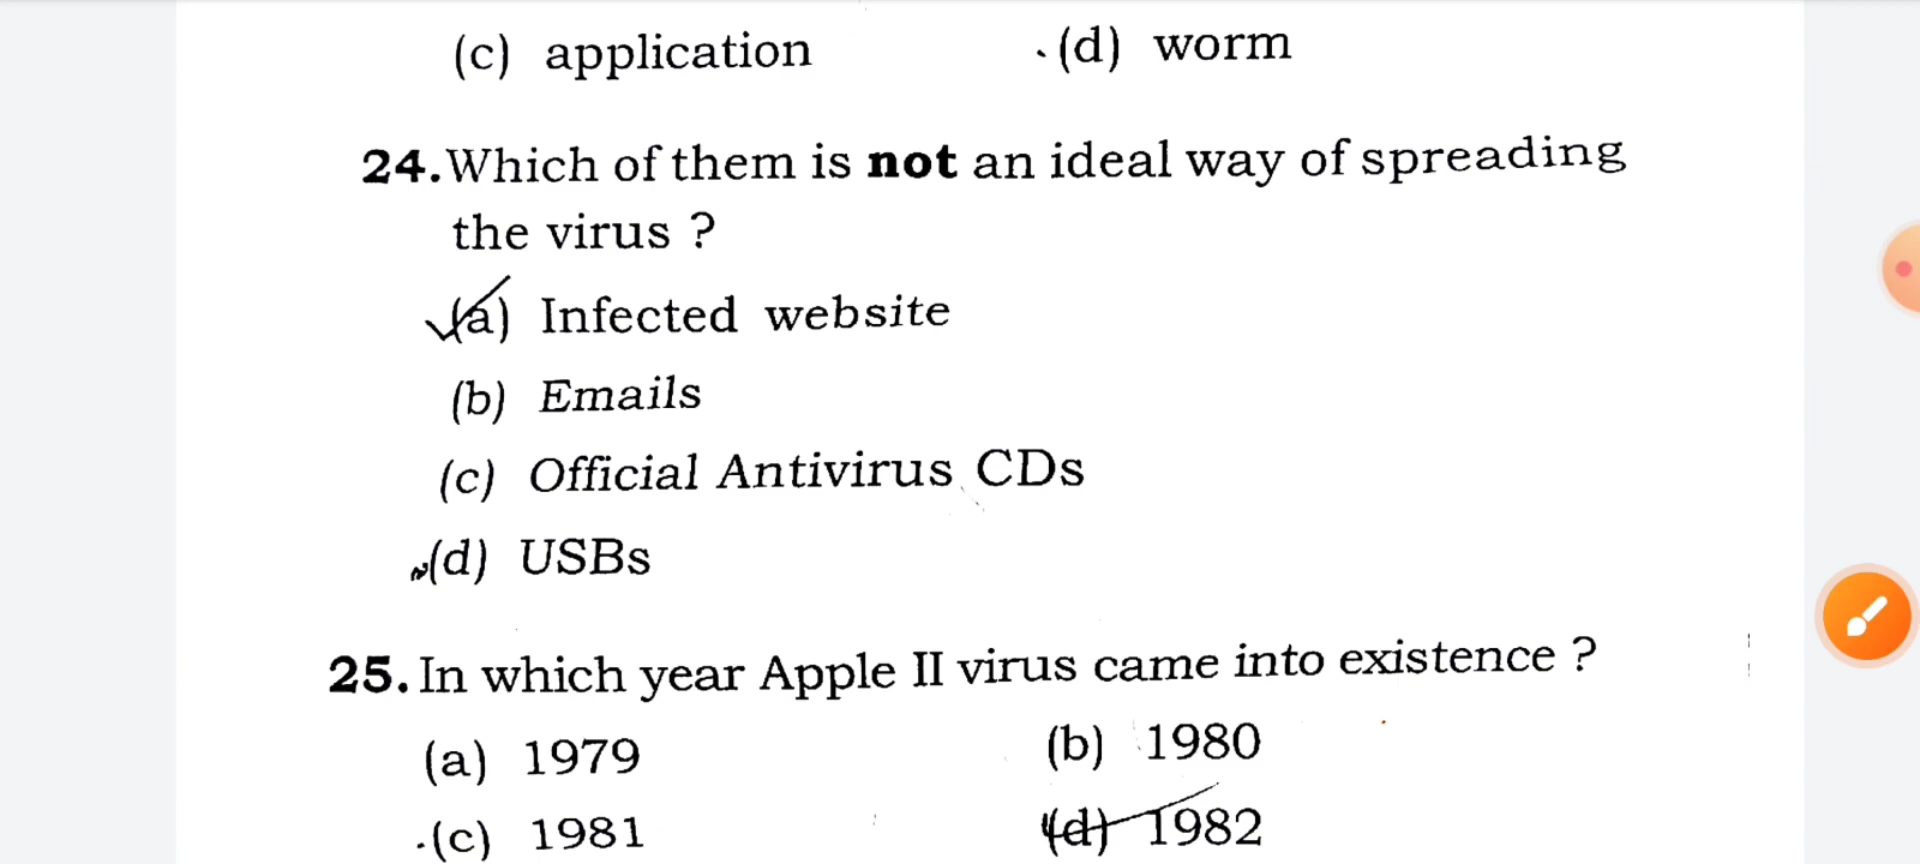 (c) application (d) worm
24. Which of them is not an ideal way of spreading
the virus ?
(a) Infected website
(b) Emails
(c) Official Antivirus CDs
(d) USBs
25. In which year Apple II virus came into existence ?
(a) 1979 (b) 1980
(c) 1981 (d) 1982